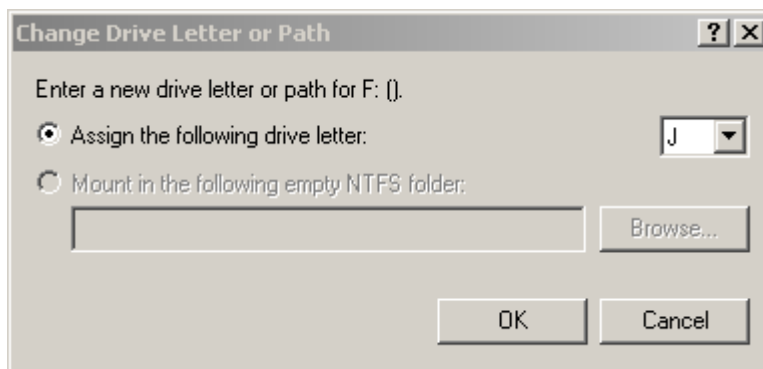 Change Drive Letter or Path
Enter a new drive letter or path for F: ().
Assign the following drive letter: J
Mount in the following empty NTFS folder:
Browse...
OK Cancel